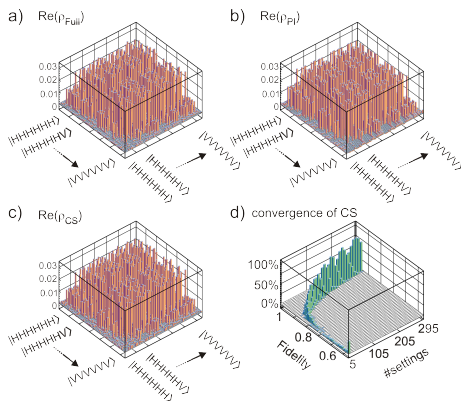 a) Re(ρFull)
0.03
0.02
0.01
0
|HHHHHH⟩
|HHHHHV⟩
|VVVVVV⟩
|HHHHHV⟩
|HHHHHH⟩
|VVVVVV⟩
b) Re(ρPI)
0.03
0.02
0.01
0
|HHHHHH⟩
|HHHHHV⟩
|VVVVVV⟩
|HHHHHV⟩
|HHHHHH⟩
|VVVVVV⟩
c) Re(ρCS)
0.03
0.02
0.01
0
|HHHHHH⟩
|HHHHHV⟩
|VVVVVV⟩
|HHHHHV⟩
|HHHHHH⟩
|VVVVVV⟩
d) convergence of CS
100%
50%
0%
1
0.8
0.6
Fidelity
5
105
205
295
#settings